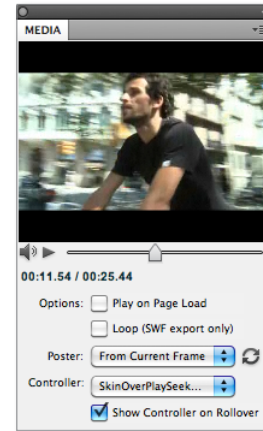 MEDIA
00:11.54 / 00:25.44
Options: Play on Page Load
Loop (SWF export only)
Poster: From Current Frame
Controller: SkinOverPlaySeek...
Show Controller on Rollover